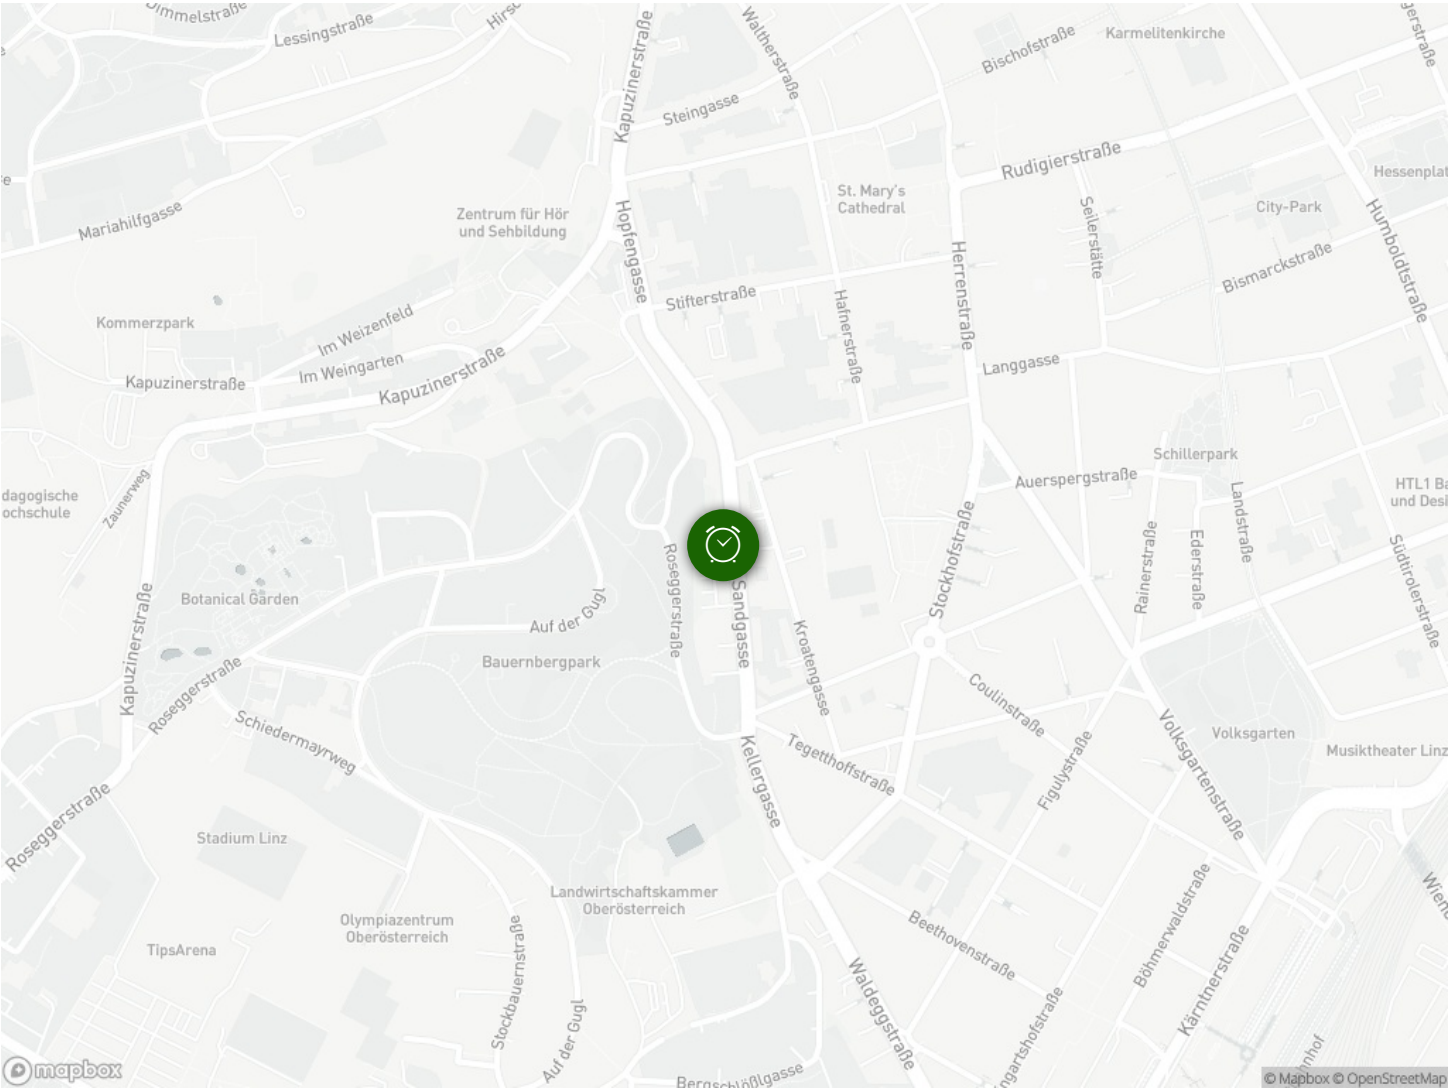 Dimmelstraße
Lessingstraße
Kapuzinerstraße
Waltherstraße
Steingasse
Bischofstraße
Karmelitenkirche
Rudigierstraße
Hessenplat
Mariahilfgasse
Zentrum für Hör
und Sehbildung
Hopfengasse
St. Mary's
Cathedral
Seilerstätte
City-Park
Humboldtstraße
Herrenstraße
Bismarckstraße
Stifterstraße
Hafnerstraße
Kommerzpark
Im Weizenfeld
Im Weingarten
Kapuzinerstraße
Kapuzinerstraße
Langgasse
Schillerpark
Auerspergstraße
Landstraße
HTL1 Ba
und Desi
dagogische
ochschule
Zaunerweg
Stockhofstraße
Rainerstraße
Ederstraße
Südtirolerstraße
Botanical Garden
Kapuzinerstraße
Auf der Gugl
Roseggerstraße
Sandgasse
Kroatengasse
Bauernbergpark
Roseggerstraße
Schiedermayrweg
Coulinstraße
Volksgarten
Volksgartenstraße
Musiktheater Linz
Kellergasse
Tegetthoffstraße
Figulystraße
Roseggerstraße
Stadium Linz
Landwirtschaftskammer
Oberösterreich
Olympiazentrum
Oberösterreich
TipsArena
Stockbauernstraße
Auf der Gugl
Beethovenstraße
Böhmerwaldstraße
Kärntnerstraße
Waldeggstraße
ngartshofstraße
Bergschlößlgasse
mapbox
© Mapbox © OpenStreetMap